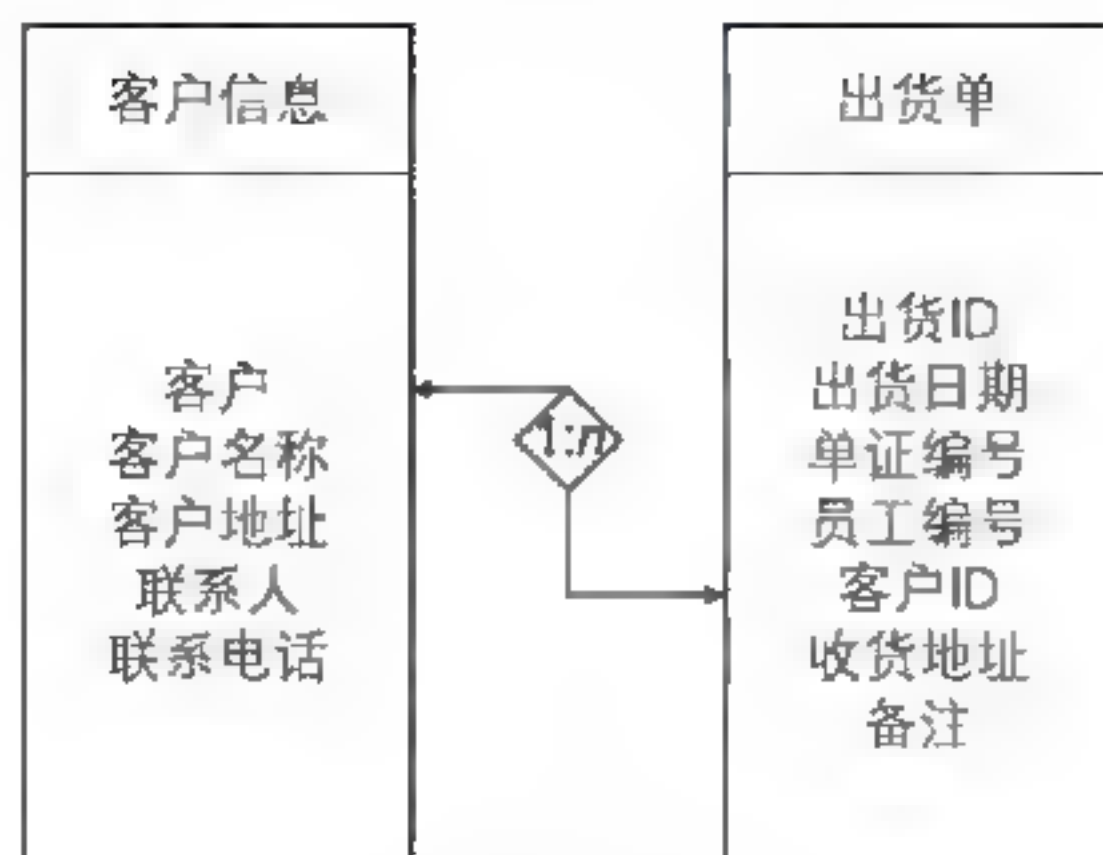 客户信息
客户
客户名称
客户地址
联系人
联系电话
1:n
出货单
出货ID
出货日期
单证编号
员工编号
客户ID
收货地址
备注